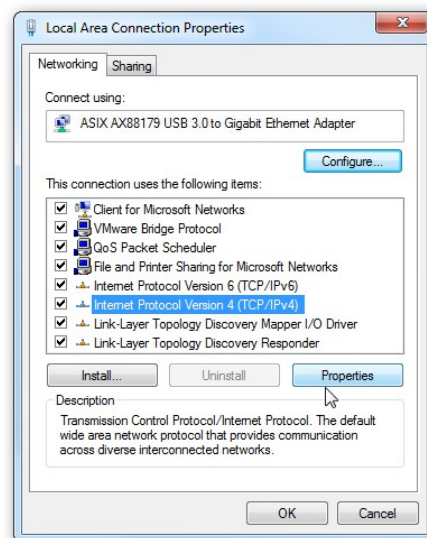 Local Area Connection Properties
Networking
Sharing
Connect using:
ASIX AX88179 USB 3.0 to Gigabit Ethernet Adapter
Configure...
This connection uses the following items:
Client for Microsoft Networks
VMware Bridge Protocol
QoS Packet Scheduler
File and Printer Sharing for Microsoft Networks
Internet Protocol Version 6 (TCP/IPv6)
Internet Protocol Version 4 (TCP/IPv4)
Link-Layer Topology Discovery Mapper I/O Driver
Link-Layer Topology Discovery Responder
Install...
Uninstall
Properties
Description
Transmission Control Protocol/Internet Protocol. The default
wide area network protocol that provides communication
across diverse interconnected networks.
OK
Cancel